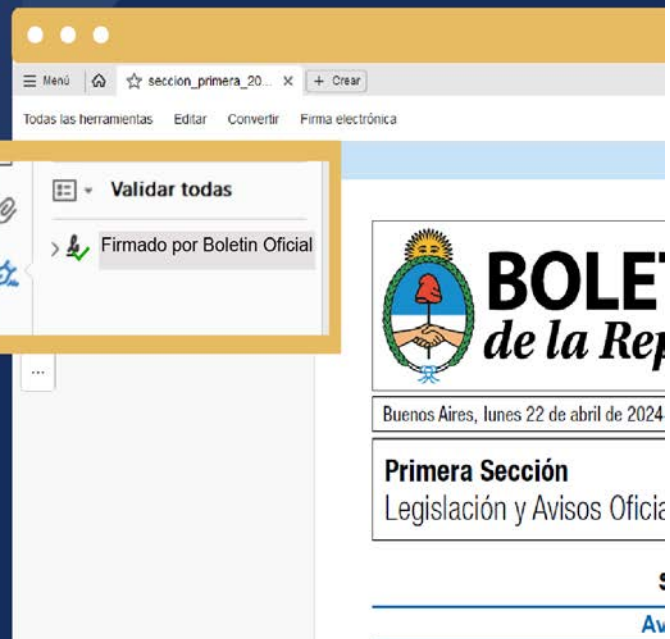 Menú seccion_primera_20... × + Crear
Todas las herramientas Editar Convertir Firma electrónica
Validar todas
Firmado por Boletin Oficial
BOLET
de la Rep
Buenos Aires, lunes 22 de abril de 2024
Primera Sección
Legislación y Avisos Oficia
S
Av